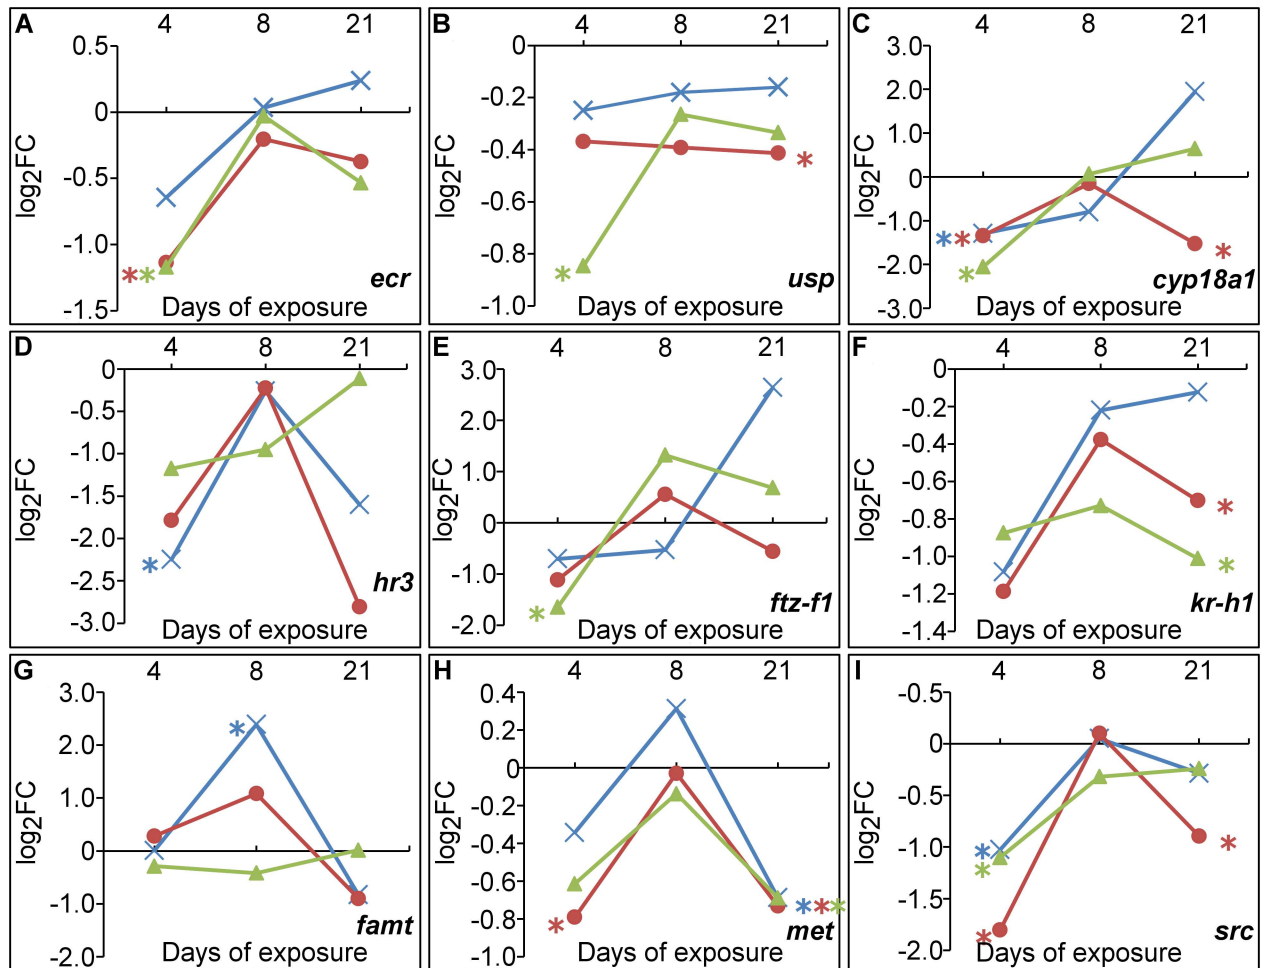 A 4 8 21
0.5
0
-0.5
-1.0
-1.5
log2FC
* *
ecr
Days of exposure
B 4 8 21
0
-0.2
-0.4
-0.6
-0.8
-1.0
log2FC
*
*
usp
Days of exposure
C 4 8 21
3.0
2.0
1.0
0
-1.0
-2.0
-3.0
log2FC
* *
*
*
cyp18a1
Days of exposure
D 4 8 21
0
-0.5
-1.0
-1.5
-2.0
-2.5
-3.0
log2FC
*
hr3
Days of exposure
E 4 8 21
3.0
2.0
1.0
0
-1.0
-2.0
log2FC
*
ftz-f1
Days of exposure
F 4 8 21
0
-0.2
-0.4
-0.6
-0.8
-1.0
-1.2
-1.4
log2FC
*
*
kr-h1
Days of exposure
G 4 8 21
3.0
2.0
1.0
0
-1.0
-2.0
log2FC
*
famt
Days of exposure
H 4 8 21
0.4
0.2
0
-0.2
-0.4
-0.6
-0.8
-1.0
log2FC
*
* * *
met
Days of exposure
I 4 8 21
-0.5
0
-0.5
-1.0
-1.5
-2.0
log2FC
*
*
*
*
src
Days of exposure